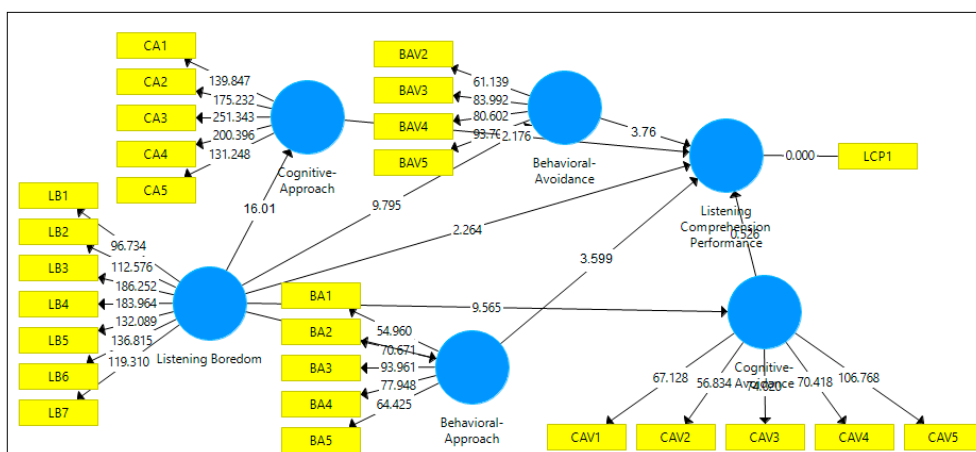 CA1
CA2
CA3
CA4
CA5
139.847
175.232
251.343
200.396
131.248
Cognitive-
Approach
BAV2
BAV3
BAV4
BAV5
61.139
83.992
80.602
2.176
Behavioral-
Avoidance
3.76
Listening
Comprehension
Performance
0.000
LCP1
16.01
9.795
2.264
3.599
0.526
9.565
LB1
LB2
LB3
LB4
LB5
LB6
LB7
96.734
112.576
186.252
183.964
132.089
136.815
119.310
Listening Boredom
BA1
BA2
BA3
BA4
BA5
54.960
70.671
93.961
77.948
64.425
Behavioral-
Approach
Cognitive-
Avoidance
67.128
56.834
74.020
70.418
106.768
CAV1
CAV2
CAV3
CAV4
CAV5